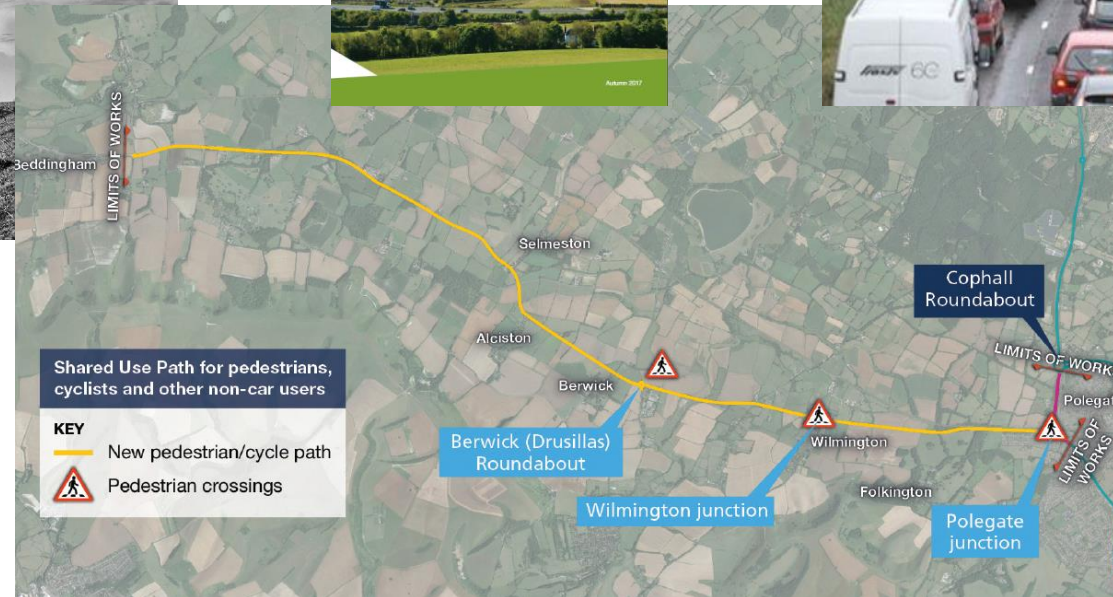 Autumn 2017
60
LIMITS OF WORKS
Beddingham
Selmeston
Cophall
Roundabout
Alciston
LIMITS OF WORK
Shared Use Path for pedestrians,
cyclists and other non-car users
Berwick
Polegat
KEY
New pedestrian/cycle path
Pedestrian crossings
Berwick (Drusillas)
Roundabout
Wilmington
LIMITS OF
WORKS
Folkington
Wilmington junction
Polegate
junction